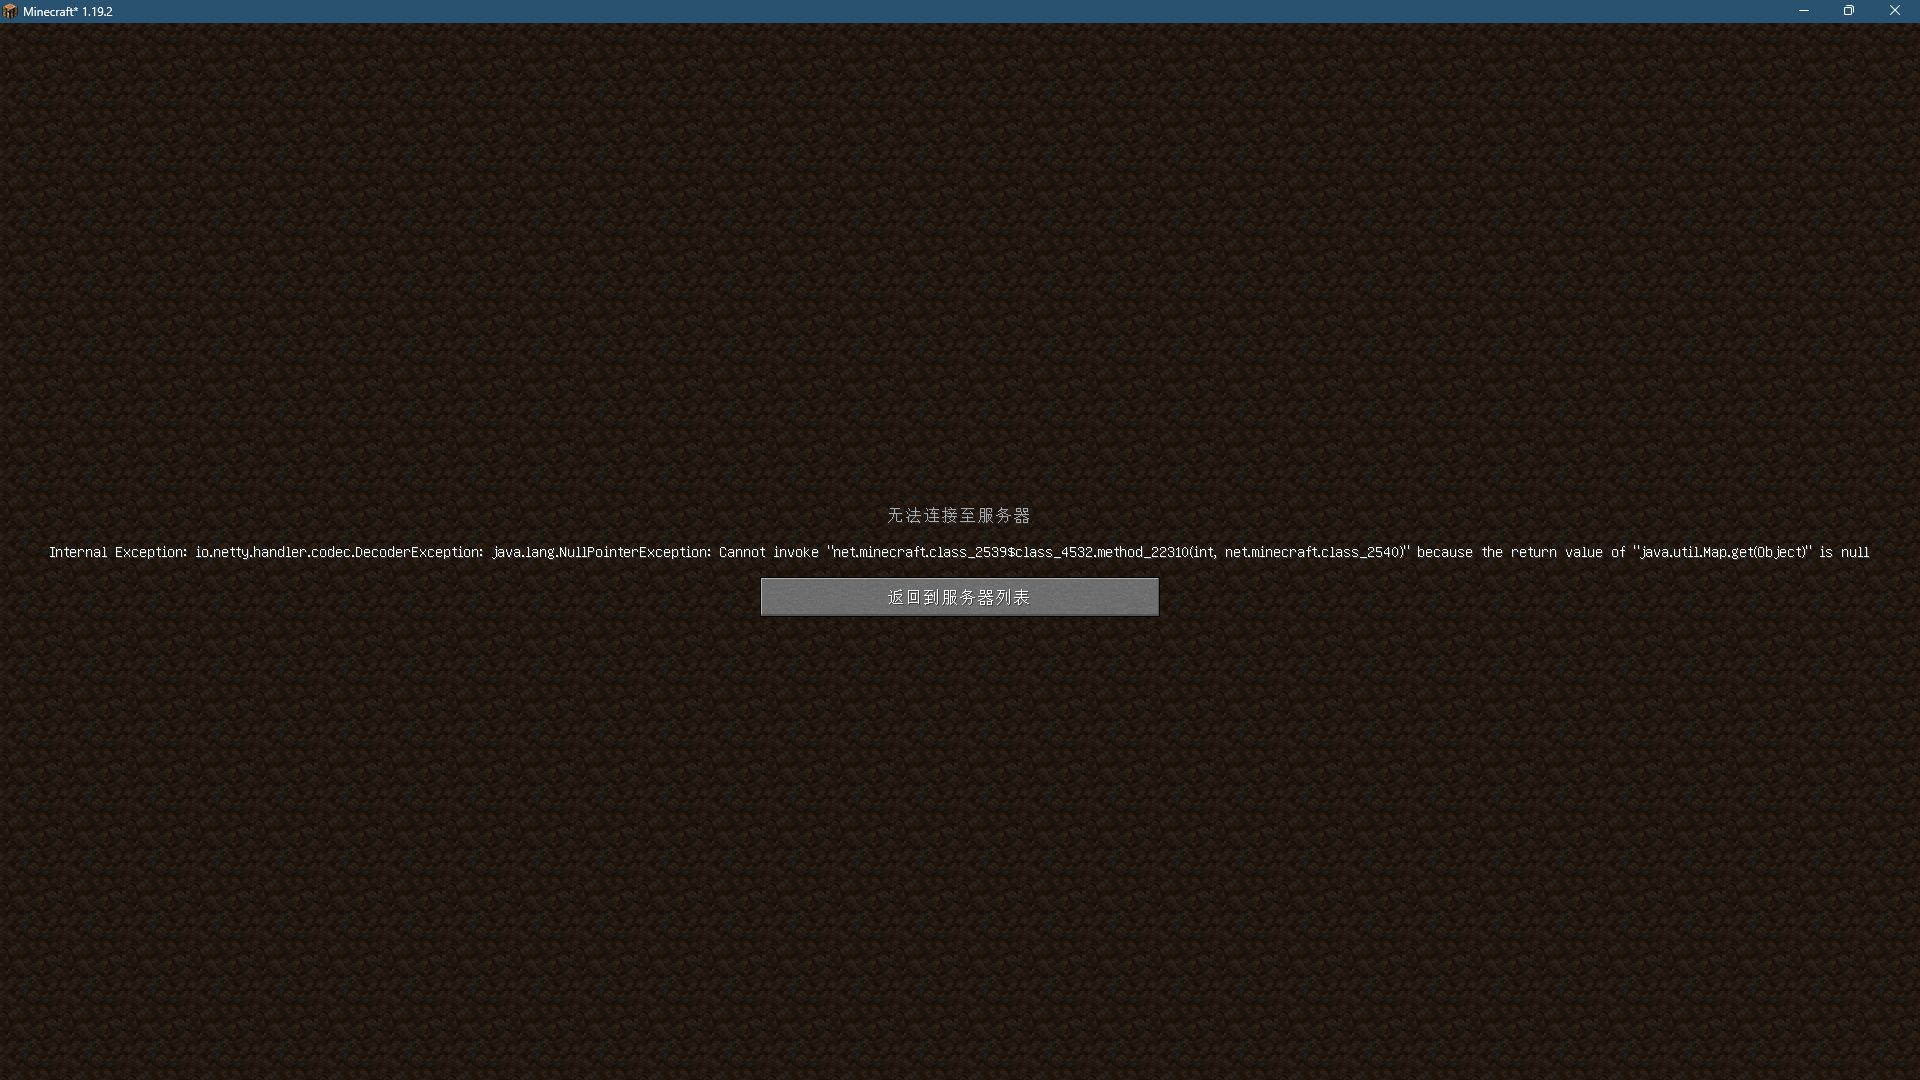 Minecraft* 1.19.2
无法连接至服务器
Internal Exception: io.netty.handler.codec.DecoderException: java.lang.NullPointerException: Cannot invoke "net.minecraft.class_2539$class_4532.method_22310(int, net.minecraft.class_2540)" because the return value of "java.util.Map.get(Object)" is null
返回到服务器列表